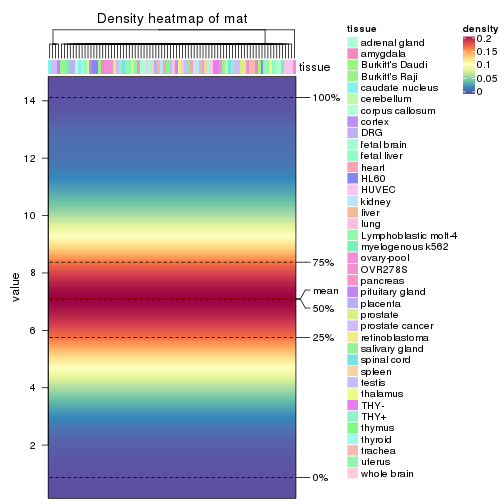 Density heatmap of mat
tissue
value
14
12
10
8
6
4
2
100%
75%
mean
50%
25%
0%
tissue
adrenal gland
amygdala
Burkitt's Daudi
Burkitt's Raji
caudate nucleus
cerebellum
corpus callosum
cortex
DRG
fetal brain
fetal liver
heart
HL60
HUVEC
kidney
liver
lung
Lymphoblastic molt-4
myelogenous k562
ovary-pool
OVR278S
pancreas
pituitary gland
placenta
prostate
prostate cancer
retinoblastoma
salivary gland
spinal cord
spleen
testis
thalamus
THY-
THY+
thymus
thyroid
trachea
uterus
whole brain
density
0.2
0.15
0.1
0.05
0